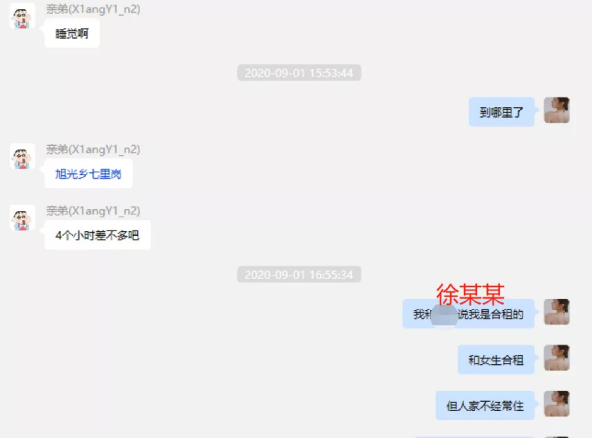 亲弟(X1angY1_n2)
睡觉啊
2020-09-01 15:53:44
到哪里了
亲弟(X1angY1_n2)
旭光乡七里岗
亲弟(X1angY1_n2)
4个小时差不多吧
2020-09-01 16:55:34
徐某某
我和说我是合租的
和女生合租
但人家不经常住